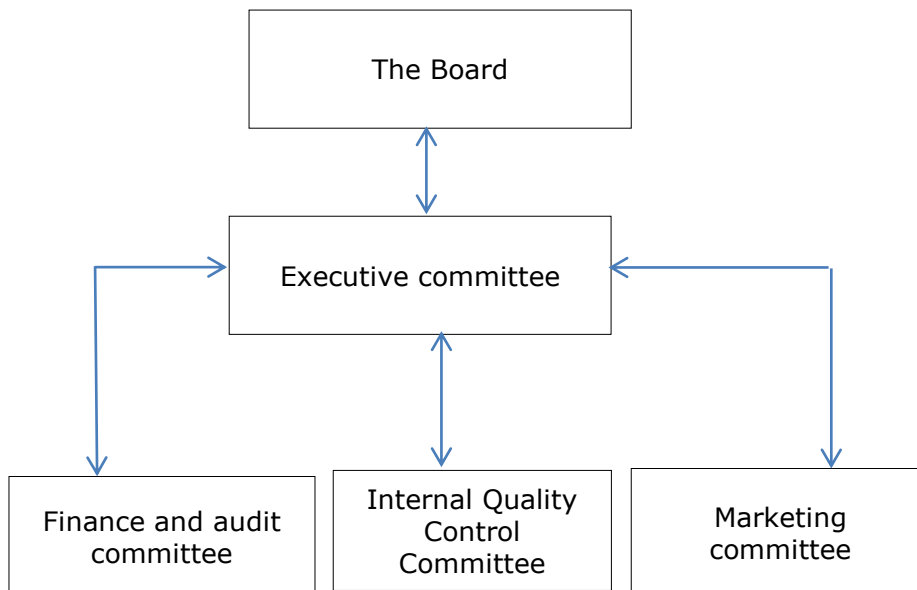 The Board
Executive committee
Finance and audit
committee
Internal Quality
Control
Committee
Marketing
committee